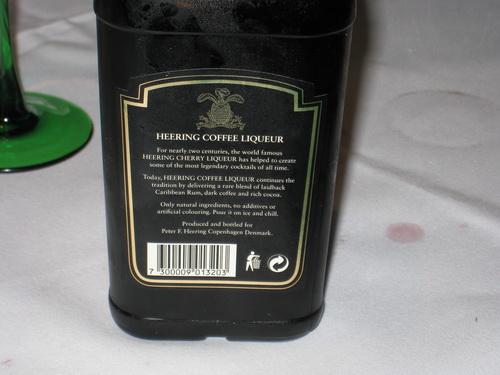 HEERING COFFEE LIQUEUR
For nearly two centuries, the world famous
HEERING CHERRY LIQUEUR has helped to create
some of the most legendary cocktails of all time.
Today, HEERING COFFEE LIQUEUR continues the
tradition by delivering a rare blend of laidback
Caribbean Rum, dark coffee and rich cocoa.
Only natural ingredients, no additives or
artificial colouring. Pour it on ice and chill.
Produced and bottled for
Peter F. Heering Copenhagen Denmark.
7 300009 013203